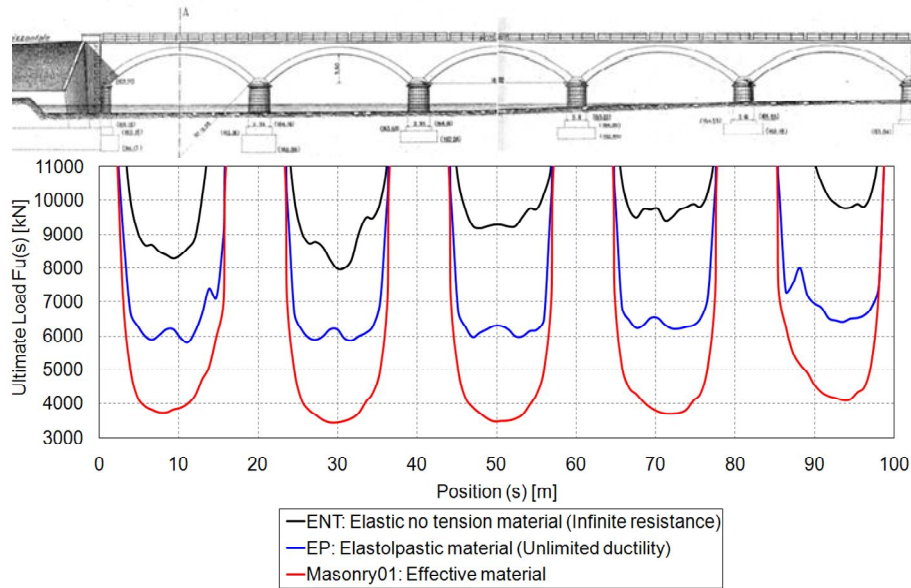 A
11000
10000
9000
8000
7000
6000
5000
4000
3000
Ultimate Load Fu(s) [kN]
0 10 20 30 40 50 60 70 80 90 100
Position (s) [m]
ENT: Elastic no tension material (Infinite resistance)
EP: Elastolpastic material (Unlimited ductility)
Masonry01: Effective material